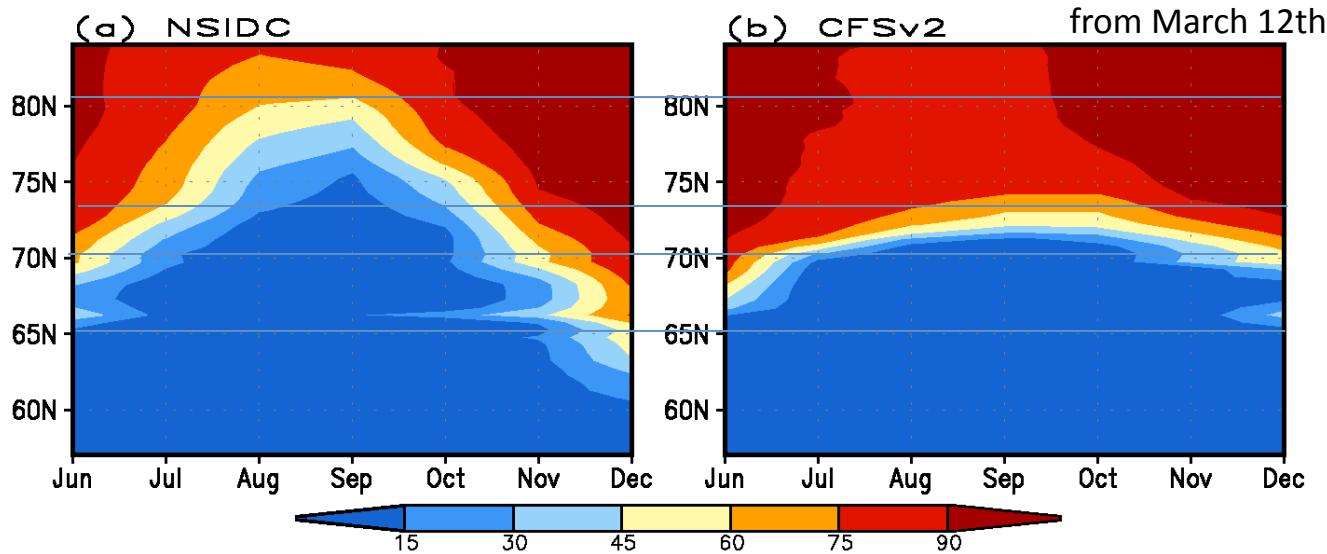 from March 12th
(a) NSIDC
(b) CFSv2
80N
75N
70N
65N
60N
Jun Jul Aug Sep Oct Nov Dec
80N
75N
70N
65N
60N
Jun Jul Aug Sep Oct Nov Dec
15 30 45 60 75 90